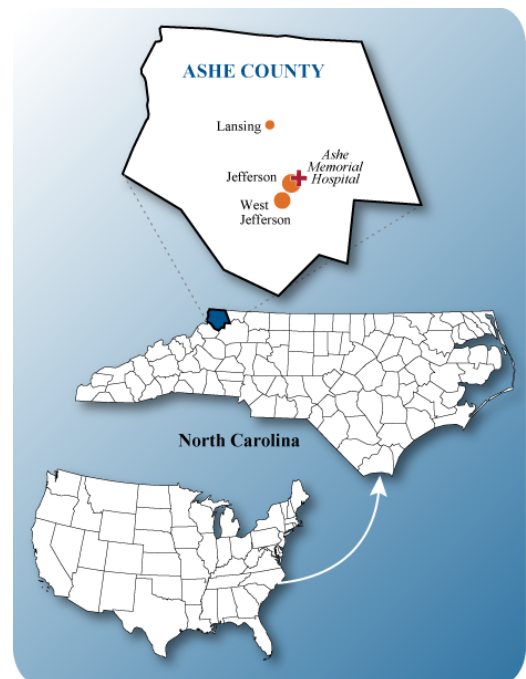 ASHE COUNTY
Lansing
Ashe
Memorial
Hospital
Jefferson
West
Jefferson
North Carolina